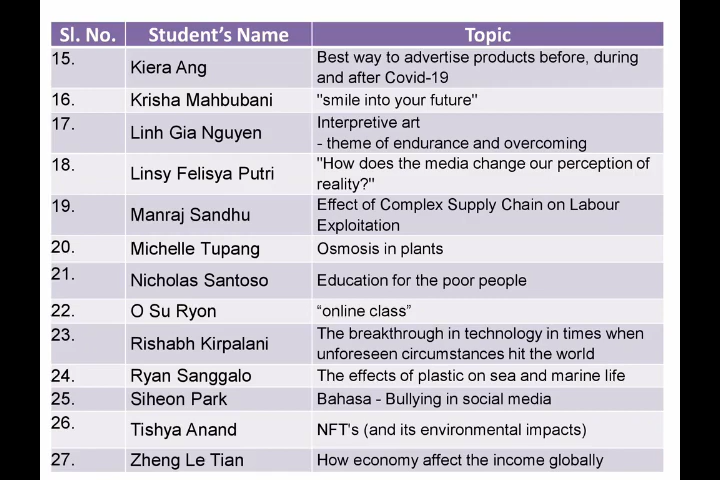 Sl. No. Student’s Name Topic
15. Kiera Ang Best way to advertise products before, during
and after Covid-19
16. Krisha Mahbubani "smile into your future"
17. Linh Gia Nguyen Interpretive art
- theme of endurance and overcoming
18. Linsy Felisya Putri "How does the media change our perception of
reality?"
19. Manraj Sandhu Effect of Complex Supply Chain on Labour
Exploitation
20. Michelle Tupang Osmosis in plants
21. Nicholas Santoso Education for the poor people
22. O Su Ryon “online class”
23. Rishabh Kirpalani The breakthrough in technology in times when
unforeseen circumstances hit the world
24. Ryan Sanggalo The effects of plastic on sea and marine life
25. Siheon Park Bahasa - Bullying in social media
26. Tishya Anand NFT's (and its environmental impacts)
27. Zheng Le Tian How economy affect the income globally